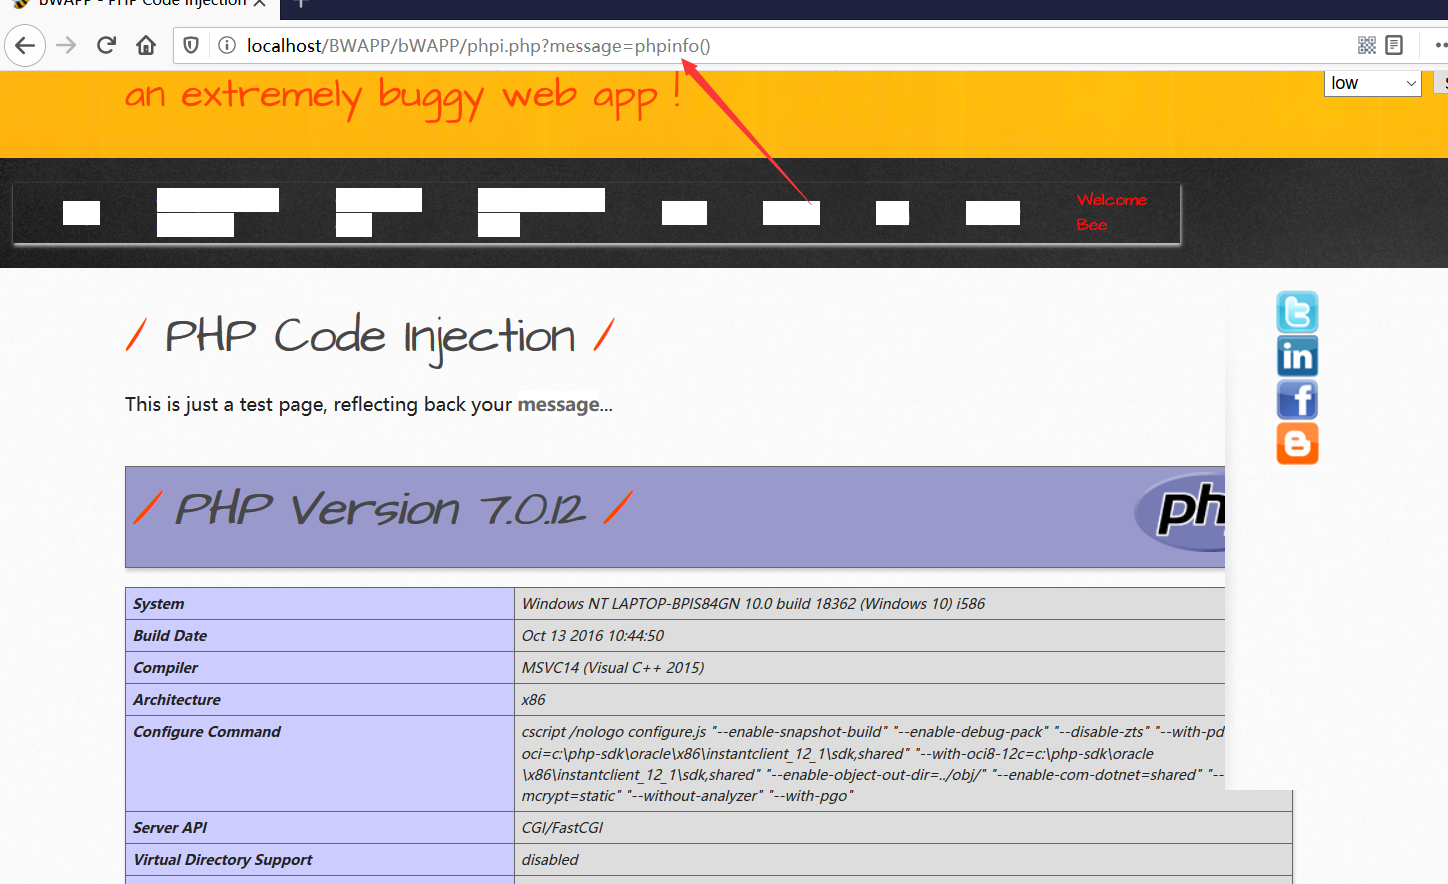 bWAPP - PHP Code Injection
localhost/BWAPP/bWAPP/phpi.php?message=phpinfo()
an extremely buggy web app !
low
Welcome
Bee
/ PHP Code Injection /
This is just a test page, reflecting back your message...
/ PHP Version 7.0.12 /
System Windows NT LAPTOP-BPIS84GN 10.0 build 18362 (Windows 10) i586
Build Date Oct 13 2016 10:44:50
Compiler MSVC14 (Visual C++ 2015)
Architecture x86
Configure Command cscript /nologo configure.js "--enable-snapshot-build" "--enable-debug-pack" "--disable-zts" "--with-pd
oci=c:\php-sdk\oracle\x86\instantclient_12_1\sdk,shared" "--with-oci8-12c=c:\php-sdk\oracle
\x86\instantclient_12_1\sdk,shared" "--enable-object-out-dir=../obj/" "--enable-com-dotnet=shared" "--
mcrypt=static" "--without-analyzer" "--with-pgo"
Server API CGI/FastCGI
Virtual Directory Support disabled